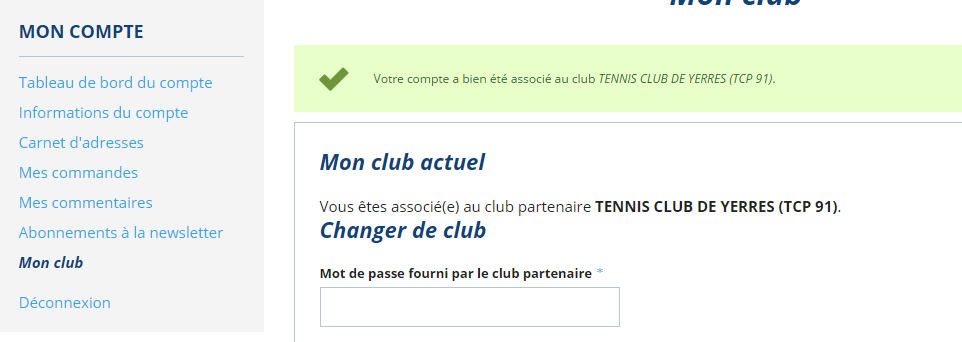 Mon club
MON COMPTE
Tableau de bord du compte
Informations du compte
Carnet d'adresses
Mes commandes
Mes commentaires
Abonnements à la newsletter
Mon club
Déconnexion
Votre compte a bien été associé au club TENNIS CLUB DE YERRES (TCP 91).
Mon club actuel
Vous êtes associé(e) au club partenaire TENNIS CLUB DE YERRES (TCP 91).
Changer de club
Mot de passe fourni par le club partenaire *